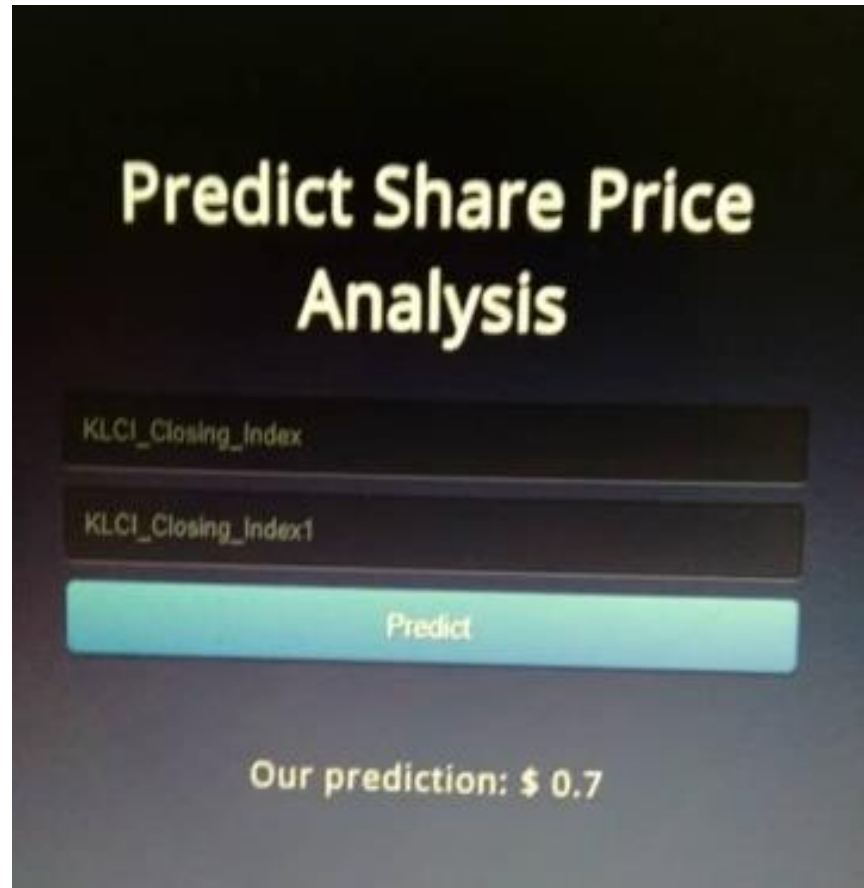 Predict Share Price
Analysis
KLCI_Closing_Index
KLCI_Closing_Index1
Predict
Our prediction: $ 0.7